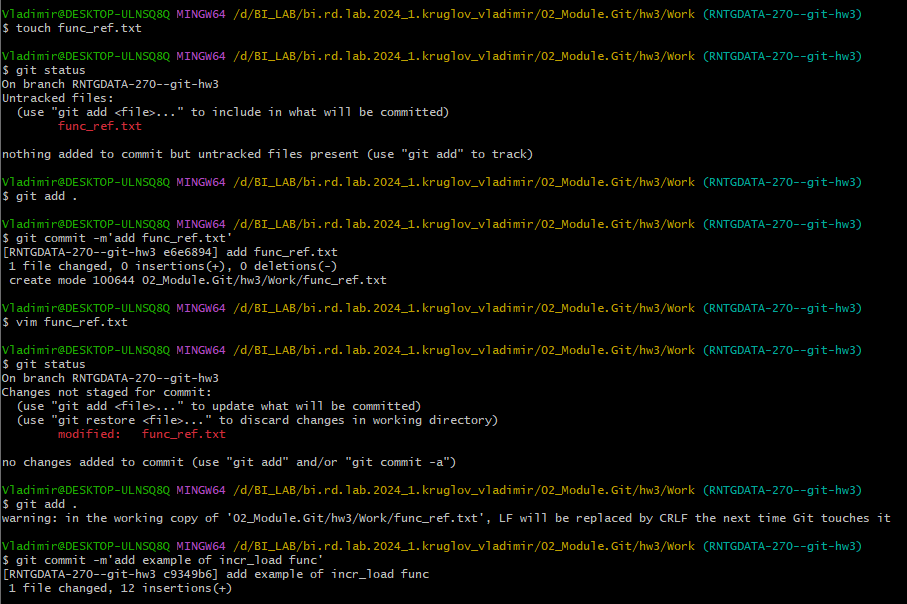 Vladimir@DESKTOP-ULNSQ8Q MINGW64 /d/BI_LAB/bi.rd.lab.2024_1.kruglov_vladimir/02_Module.Git/hw3/Work (RNTGDATA-270--git-hw3)
$ touch func_ref.txt
Vladimir@DESKTOP-ULNSQ8Q MINGW64 /d/BI_LAB/bi.rd.lab.2024_1.kruglov_vladimir/02_Module.Git/hw3/Work (RNTGDATA-270--git-hw3)
$ git status
On branch RNTGDATA-270--git-hw3
Untracked files:
  (use "git add <file>..." to include in what will be committed)
        func_ref.txt
nothing added to commit but untracked files present (use "git add" to track)
Vladimir@DESKTOP-ULNSQ8Q MINGW64 /d/BI_LAB/bi.rd.lab.2024_1.kruglov_vladimir/02_Module.Git/hw3/Work (RNTGDATA-270--git-hw3)
$ git add .
Vladimir@DESKTOP-ULNSQ8Q MINGW64 /d/BI_LAB/bi.rd.lab.2024_1.kruglov_vladimir/02_Module.Git/hw3/Work (RNTGDATA-270--git-hw3)
$ git commit -m'add func_ref.txt'
[RNTGDATA-270--git-hw3 e6e6894] add func_ref.txt
 1 file changed, 0 insertions(+), 0 deletions(-)
 create mode 100644 02_Module.Git/hw3/Work/func_ref.txt
Vladimir@DESKTOP-ULNSQ8Q MINGW64 /d/BI_LAB/bi.rd.lab.2024_1.kruglov_vladimir/02_Module.Git/hw3/Work (RNTGDATA-270--git-hw3)
$ vim func_ref.txt
Vladimir@DESKTOP-ULNSQ8Q MINGW64 /d/BI_LAB/bi.rd.lab.2024_1.kruglov_vladimir/02_Module.Git/hw3/Work (RNTGDATA-270--git-hw3)
$ git status
On branch RNTGDATA-270--git-hw3
Changes not staged for commit:
  (use "git add <file>..." to update what will be committed)
  (use "git restore <file>..." to discard changes in working directory)
        modified:   func_ref.txt
no changes added to commit (use "git add" and/or "git commit -a")
Vladimir@DESKTOP-ULNSQ8Q MINGW64 /d/BI_LAB/bi.rd.lab.2024_1.kruglov_vladimir/02_Module.Git/hw3/Work (RNTGDATA-270--git-hw3)
$ git add .
warning: in the working copy of '02_Module.Git/hw3/Work/func_ref.txt', LF will be replaced by CRLF the next time Git touches it
Vladimir@DESKTOP-ULNSQ8Q MINGW64 /d/BI_LAB/bi.rd.lab.2024_1.kruglov_vladimir/02_Module.Git/hw3/Work (RNTGDATA-270--git-hw3)
$ git commit -m'add example of incr_load func'
[RNTGDATA-270--git-hw3 c9349b6] add example of incr_load func
 1 file changed, 12 insertions(+)